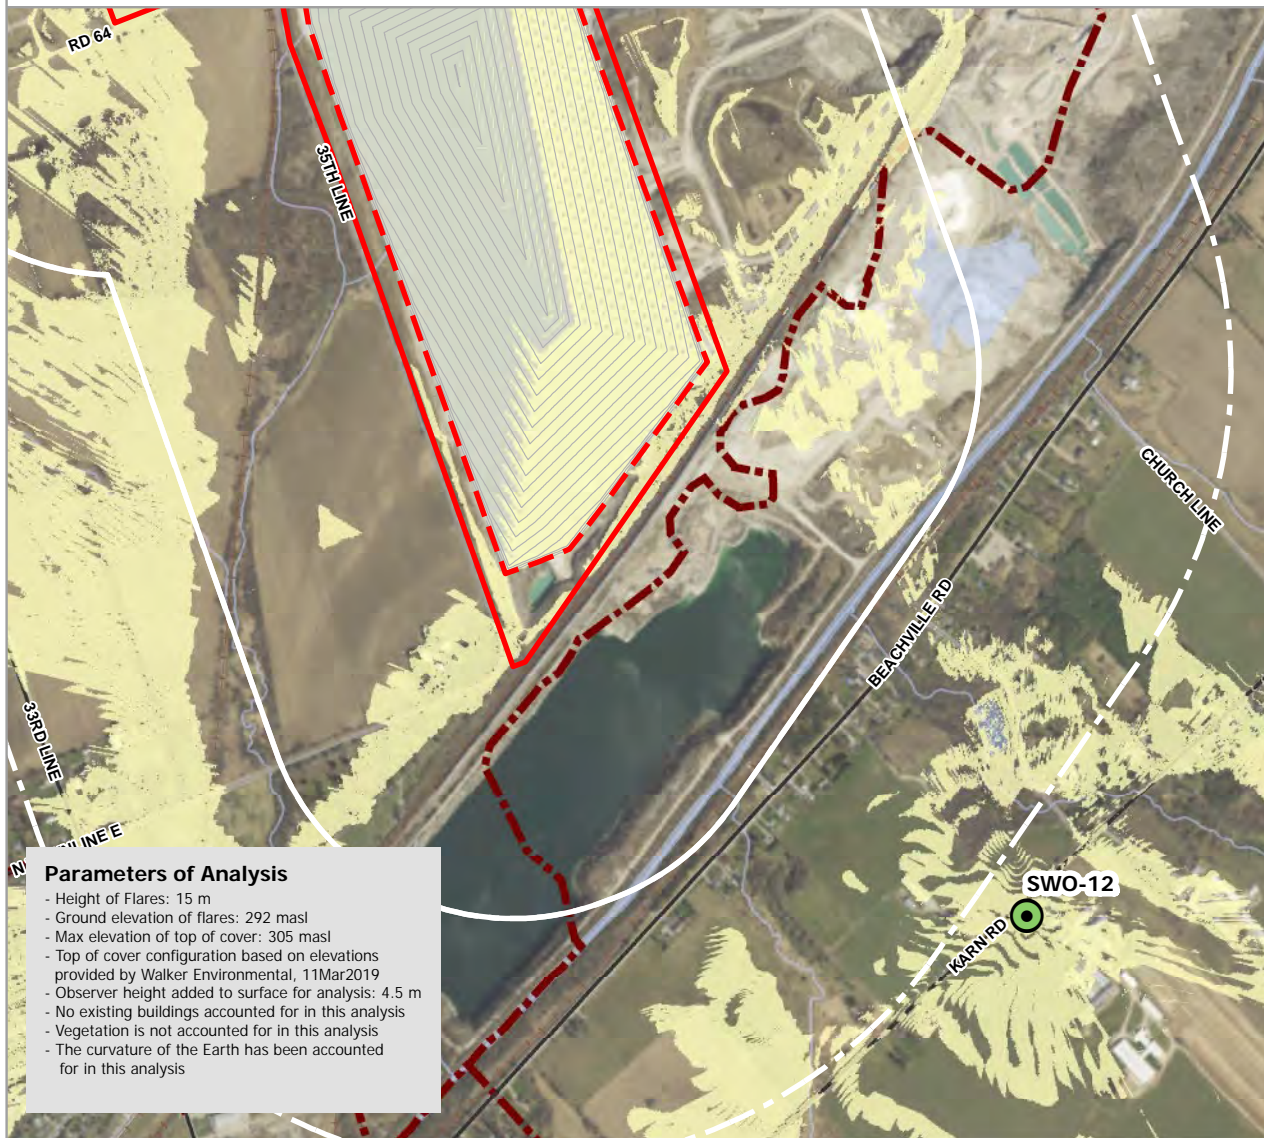 RD 64
35TH LINE
CHURCH LINE
BEACHVILLE RD
33RD LINE
LINE E
SWO-12
KARN RD
Parameters of Analysis
- Height of Flares: 15 m
- Ground elevation of flares: 292 masl
- Max elevation of top of cover: 305 masl
- Top of cover configuration based on elevations
provided by Walker Environmental, 11Mar2019
- Observer height added to surface for analysis: 4.5 m
- No existing buildings accounted for in this analysis
- Vegetation is not accounted for in this analysis
- The curvature of the Earth has been accounted
for in this analysis